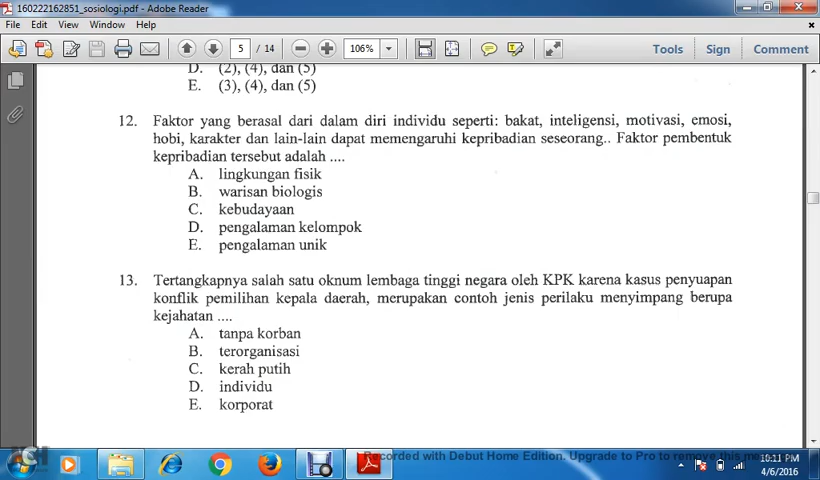 160222162851_sosiologi.pdf - Adobe Reader
File Edit View Window Help
5 / 14 106% Tools Sign Comment
D. (2), (4), dan (5)
E. (3), (4), dan (5)
12. Faktor yang berasal dari dalam diri individu seperti: bakat, inteligensi, motivasi, emosi,
hobi, karakter dan lain-lain dapat memengaruhi kepribadian seseorang.. Faktor pembentuk
kepribadian tersebut adalah ....
A. lingkungan fisik
B. warisan biologis
C. kebudayaan
D. pengalaman kelompok
E. pengalaman unik
13. Tertangkapnya salah satu oknum lembaga tinggi negara oleh KPK karena kasus penyuapan
konflik pemilihan kepala daerah, merupakan contoh jenis perilaku menyimpang berupa
kejahatan ....
A. tanpa korban
B. terorganisasi
C. kerah putih
D. individu
E. korporat
Recorded with Debut Home Edition. Upgrade to Pro to remove this
10:11 PM
4/6/2016